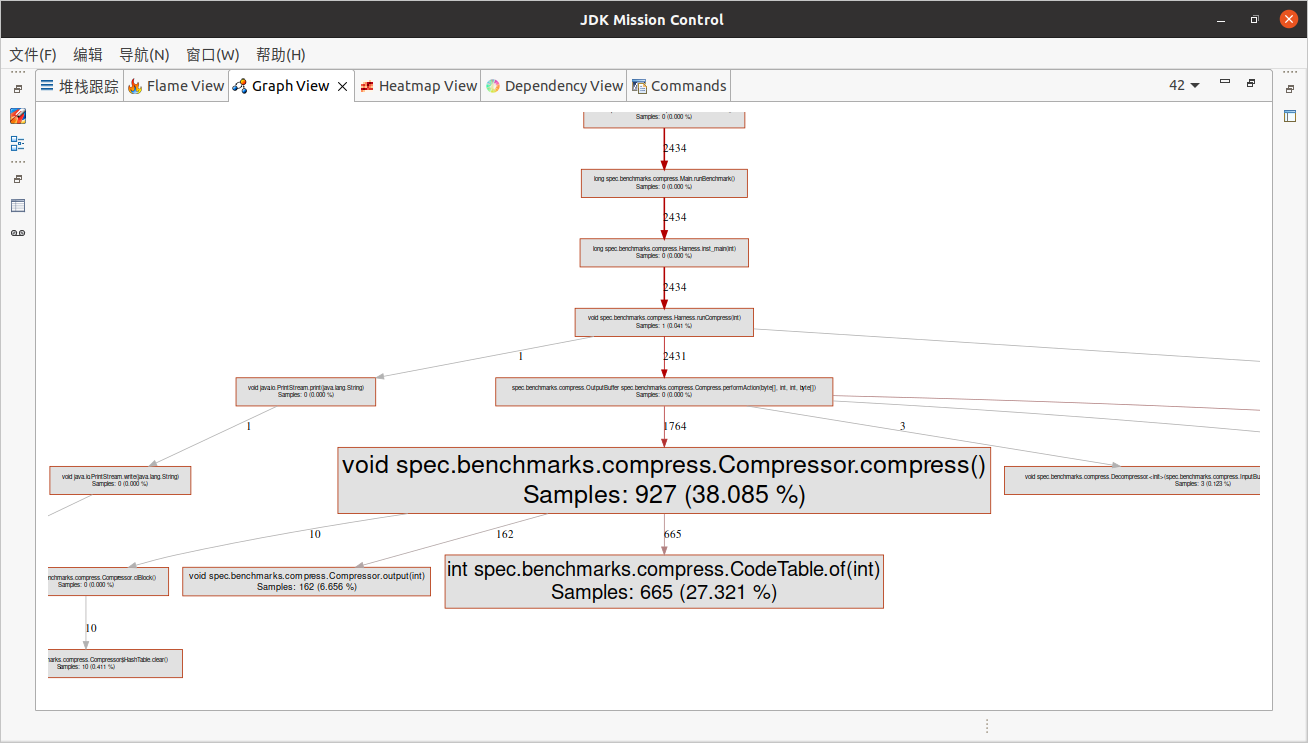 JDK Mission Control
文件(F) 编辑 导航(N) 窗口(W) 帮助(H)
堆栈跟踪 Flame View Graph View Heatmap View Dependency View Commands 42
Samples: 0 (0.000 %)
2434
long spec.benchmarks.compress.Main.runBenchmark()
Samples: 0 (0.000 %)
2434
long spec.benchmarks.compress.Harness.inst_main(int)
Samples: 0 (0.000 %)
2434
void spec.benchmarks.compress.Harness.runCompress(int)
Samples: 1 (0.041 %)
1 2431
void java.io.PrintStream.print(java.lang.String)
Samples: 0 (0.000 %)
spec.benchmarks.compress.OutputBuffer spec.benchmarks.compress.Compress.performAction(byte[], int, int, byte[])
Samples: 0 (0.000 %)
1 1764 3
void java.io.PrintStream.write(java.lang.String)
Samples: 0 (0.000 %)
void spec.benchmarks.compress.Compressor.compress()
Samples: 927 (38.085 %)
void spec.benchmarks.compress.Decompressor.<init>(spec.benchmarks.compress.InputBu
Samples: 3 (0.123 %)
10 162 665
nchmarks.compress.Compressor.clBlock()
Samples: 0 (0.000 %)
void spec.benchmarks.compress.Compressor.output(int)
Samples: 162 (6.656 %)
int spec.benchmarks.compress.CodeTable.of(int)
Samples: 665 (27.321 %)
10
marks.compress.Compressor$HashTable.clear()
Samples: 10 (0.411 %)